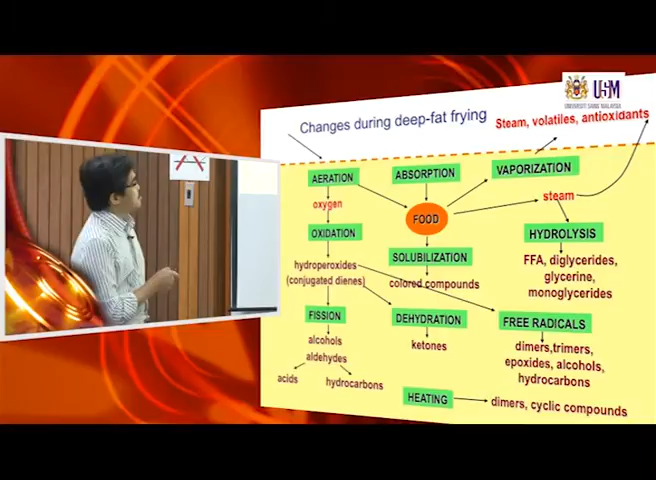 USM
UNIVERSITI SAINS MALAYSIA
Changes during deep-fat frying
Steam, volatiles, antioxidants
AERATION
ABSORPTION
VAPORIZATION
oxygen
FOOD
steam
OXIDATION
HYDROLYSIS
hydroperoxides
(conjugated dienes)
SOLUBILIZATION
colored compounds
FFA, diglycerides,
glycerine,
monoglycerides
FISSION
DEHYDRATION
FREE RADICALS
alcohols
aldehydes
ketones
dimers,trimers,
epoxides, alcohols,
hydrocarbons
acids
hydrocarbons
HEATING
dimers, cyclic compounds